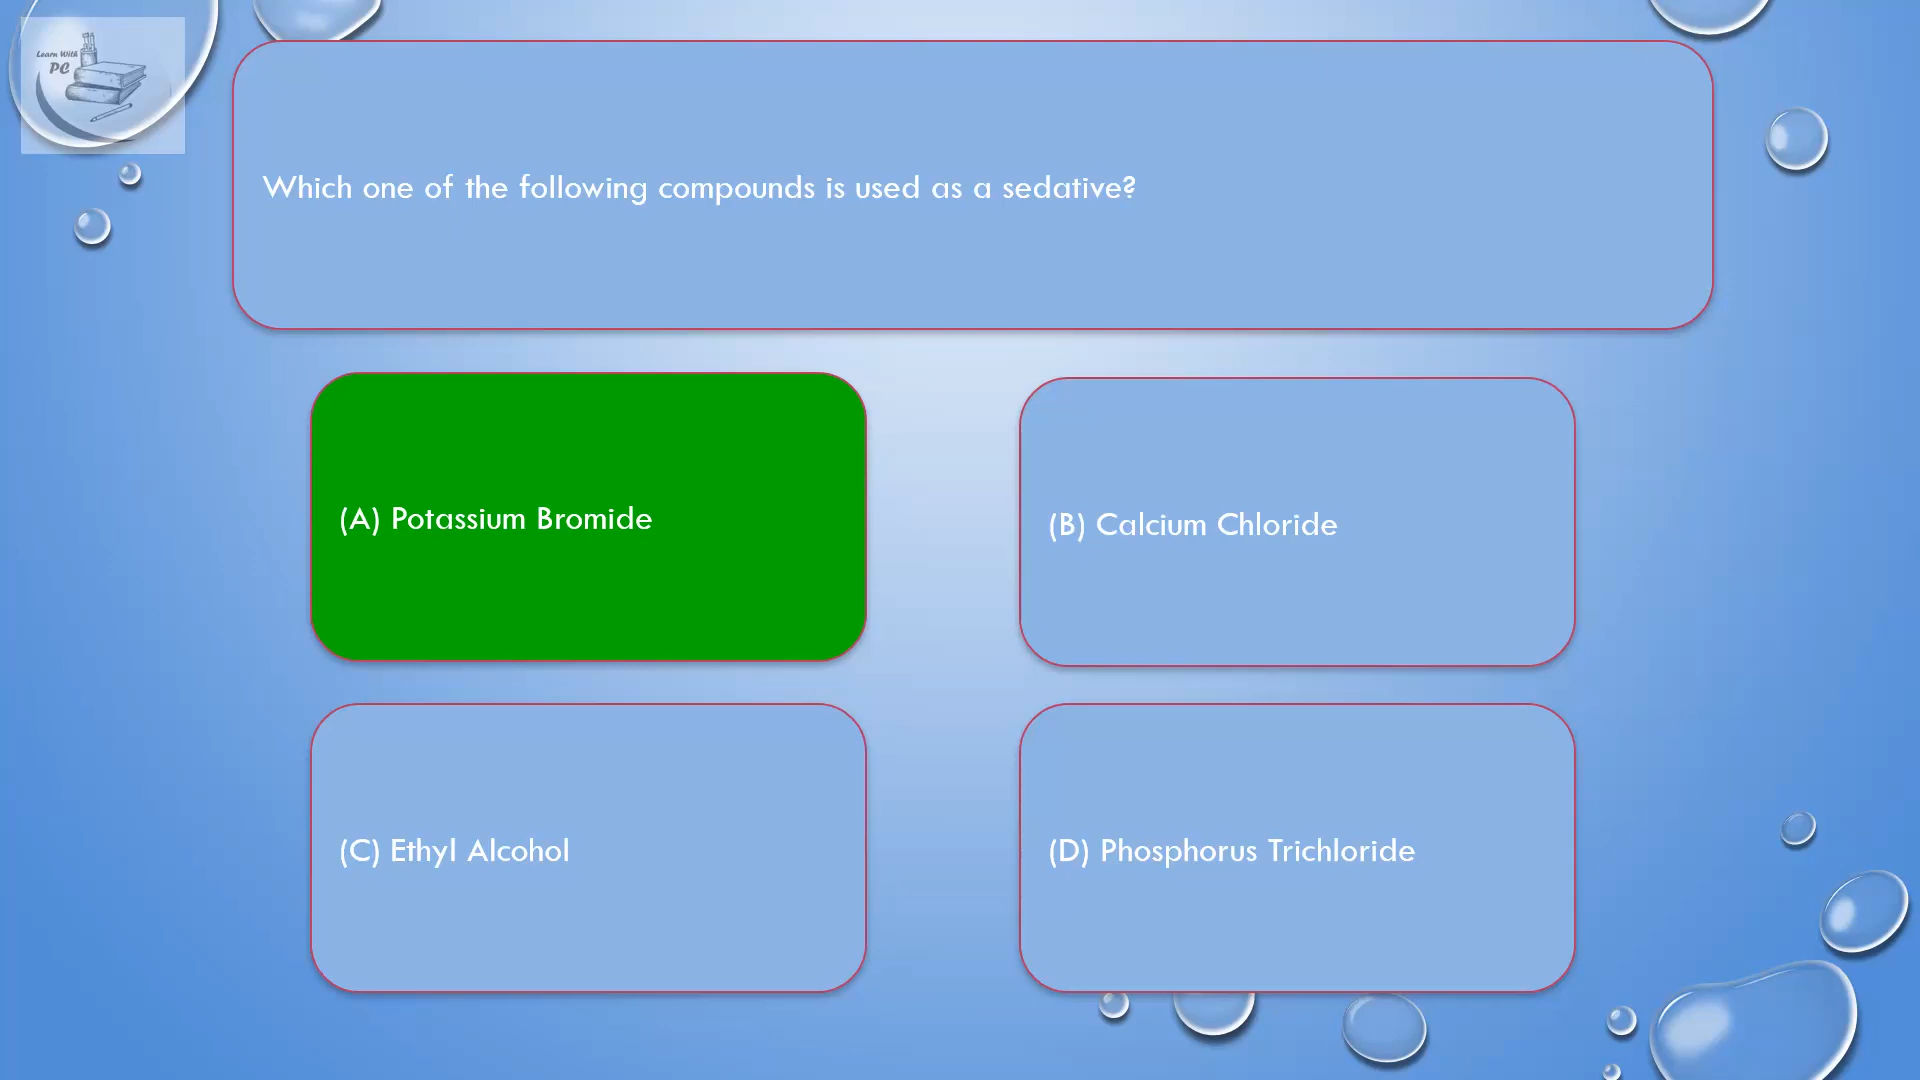 Learn With
PC
Which one of the following compounds is used as a sedative?
(A) Potassium Bromide
(B) Calcium Chloride
(C) Ethyl Alcohol
(D) Phosphorus Trichloride